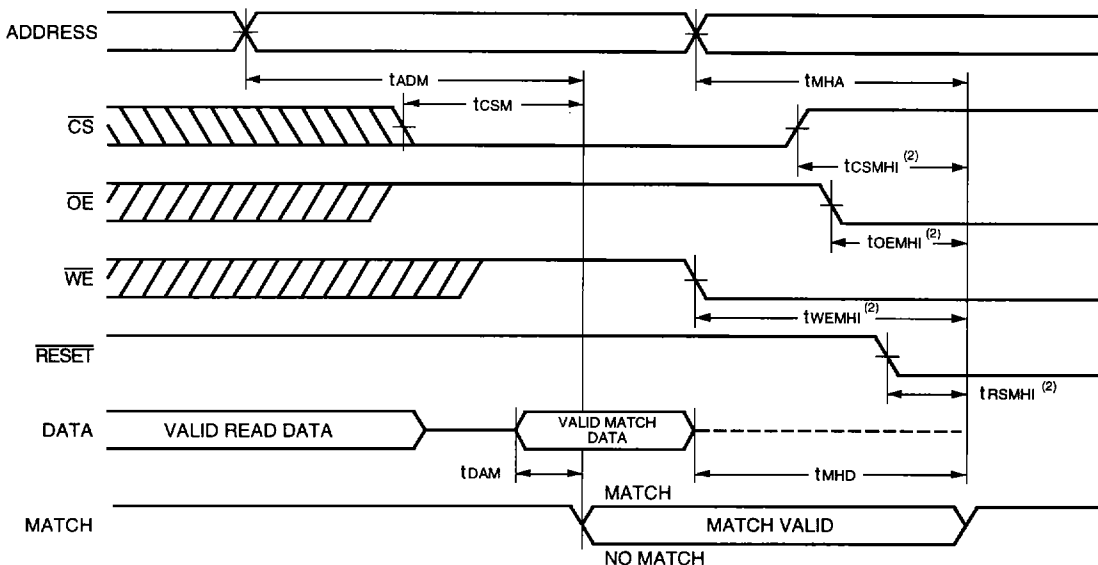 ADDRESS
tADM
tMHA
tCSM
CS
tCSMHI (2)
OE
tOEMHI (2)
WE
tWEMHI (2)
RESET
tRSMHI (2)
DATA
VALID READ DATA
VALID MATCH
DATA
tDAM
tMHD
MATCH
MATCH
MATCH VALID
NO MATCH